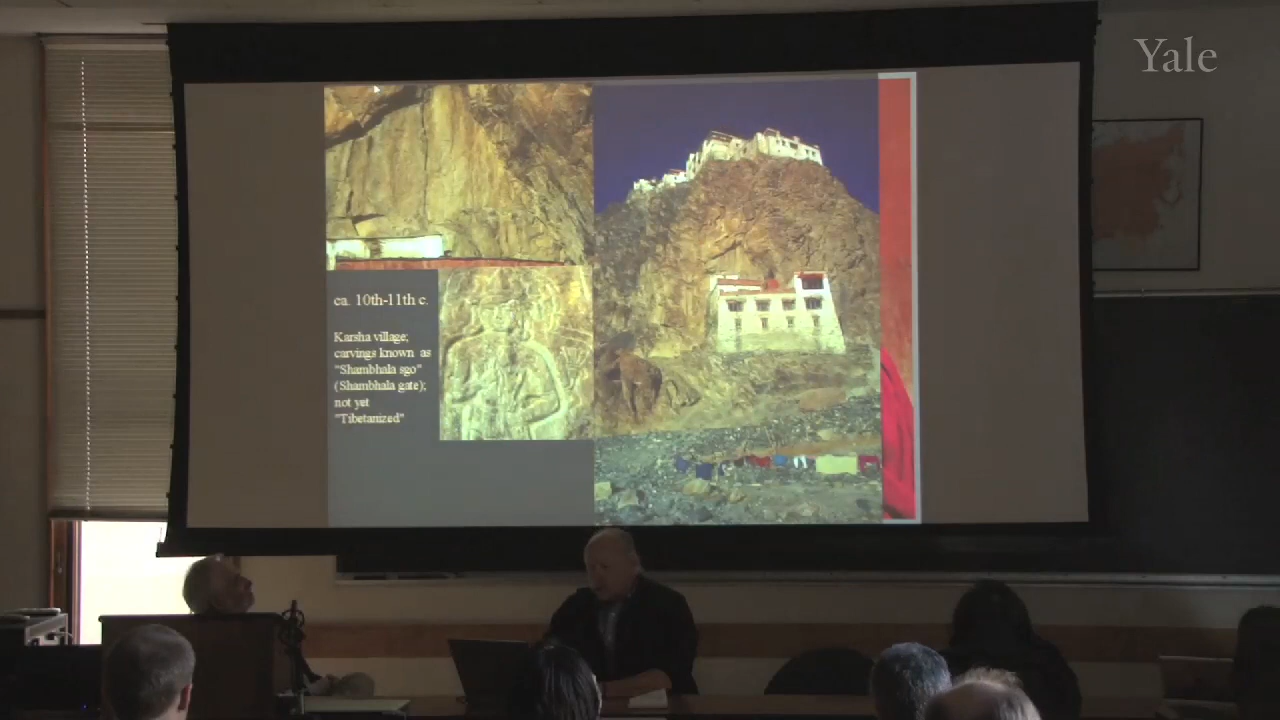 Yale
ca. 10th-11th c.
Karsha village;
carvings known as
"Shambhala sgo"
(Shambhala gate);
not yet
"Tibetanized"